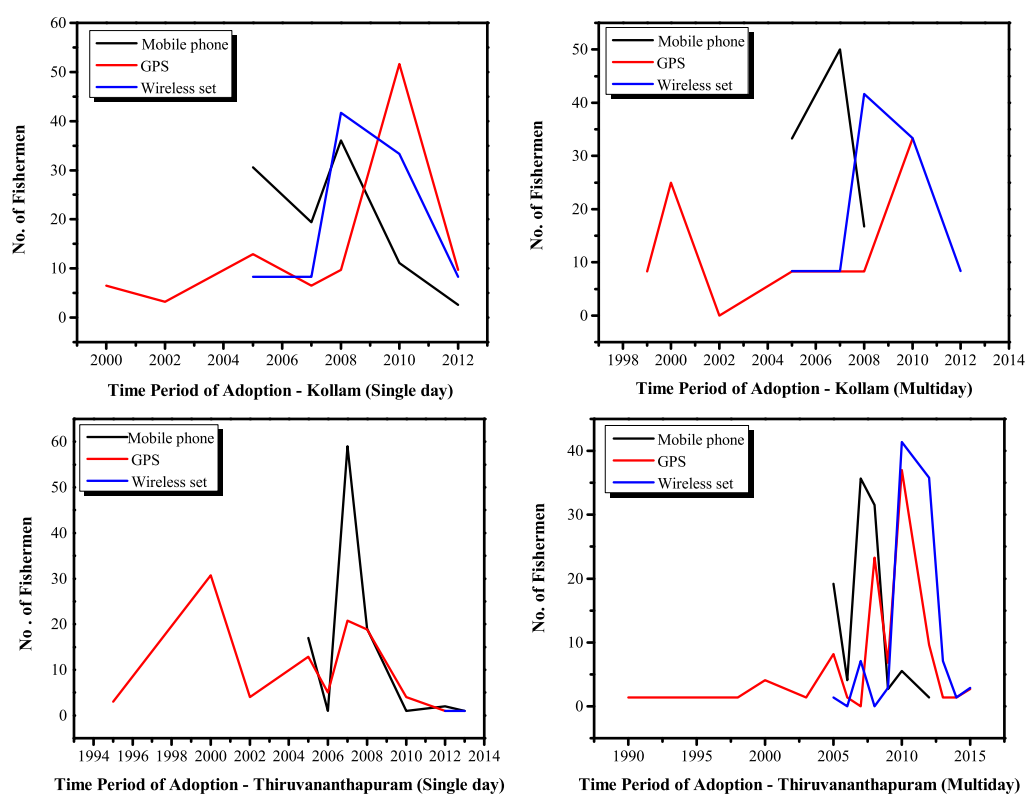 60
50
40
30
20
10
0
No. of Fishermen
Mobile phone
GPS
Wireless set
2000 2002 2004 2006 2008 2010 2012
Time Period of Adoption - Kollam (Single day)
50
40
30
20
10
0
No. of Fishermen
Mobile phone
GPS
Wireless set
1998 2000 2002 2004 2006 2008 2010 2012 2014
Time Period of Adoption - Kollam (Multiday)
60
50
40
30
20
10
0
No . of Fishermen
Mobile phone
GPS
Wireless set
1994 1996 1998 2000 2002 2004 2006 2008 2010 2012 2014
Time Period of Adoption - Thiruvananthapuram (Single day)
40
30
20
10
0
No. of Fishermen
Mobile phone
GPS
Wireless set
1990 1995 2000 2005 2010 2015
Time Period of Adoption - Thiruvananthapuram (Multiday)